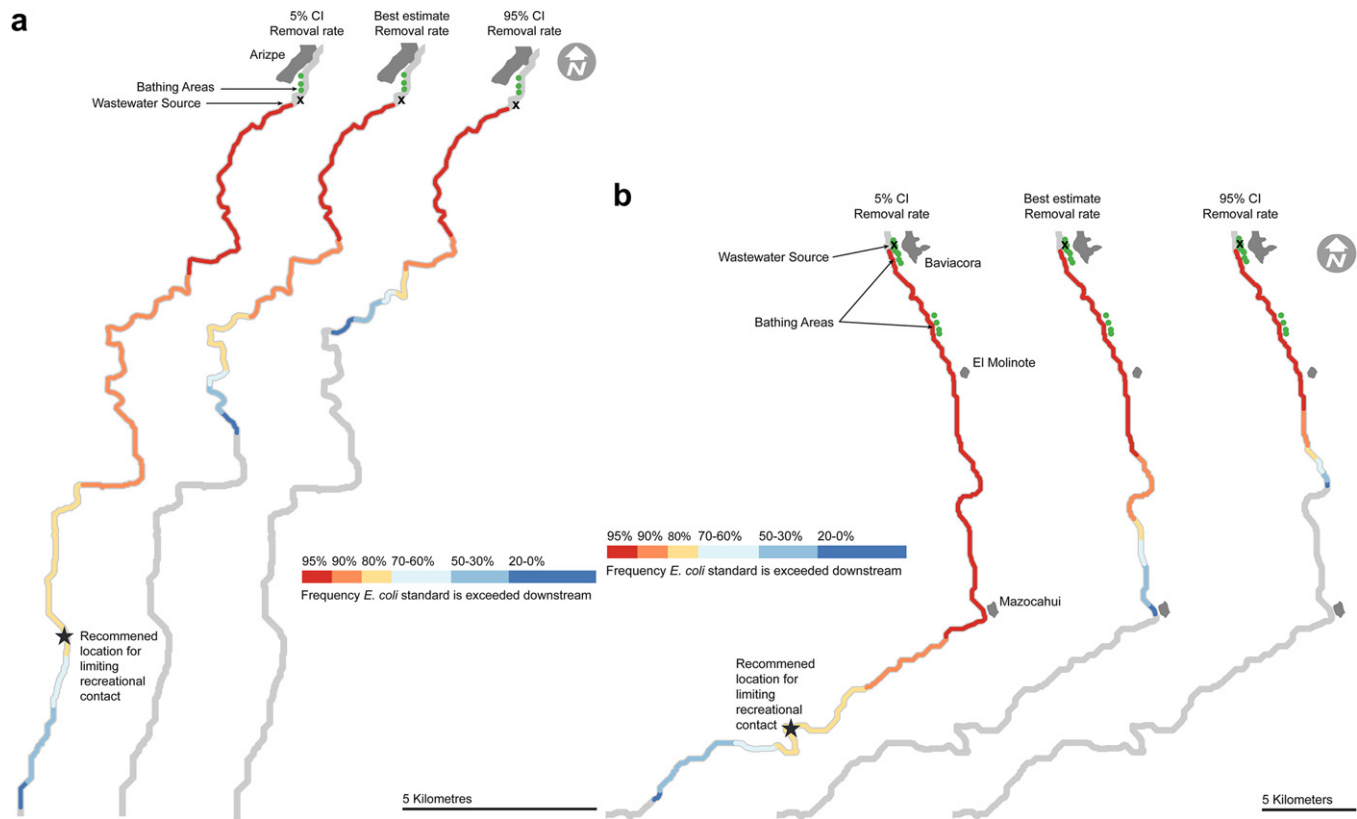 a
5% CI
Removal rate
Best estimate
Removal rate
95% CI
Removal rate
Arizpe
N
Bathing Areas
Wastewater Source
x
x
x
95% 90% 80% 70-60% 50-30% 20-0%
Frequency E. coli standard is exceeded downstream
Recommened
location for
limiting
recreational
contact
5 Kilometres
b
5% CI
Removal rate
Best estimate
Removal rate
95% CI
Removal rate
x
x
x
N
Wastewater Source
Baviacora
Bathing Areas
El Molinote
95% 90% 80% 70-60% 50-30% 20-0%
Frequency E. coli standard is exceeded downstream
Mazocahui
Recommened
location for
limiting
recreational
contact
5 Kilometers